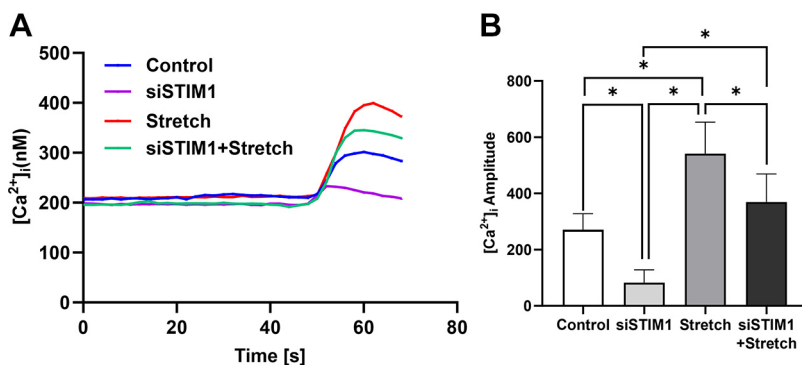 A
[Ca²⁺]ᵢ(nM)
500
400
300
200
100
0
0 20 40 60 80
Time [s]
Control
siSTIM1
Stretch
siSTIM1+Stretch
B
[Ca²⁺]ᵢ Amplitude
800
600
400
200
0
*
*
* * *
Control siSTIM1 Stretch siSTIM1
+Stretch